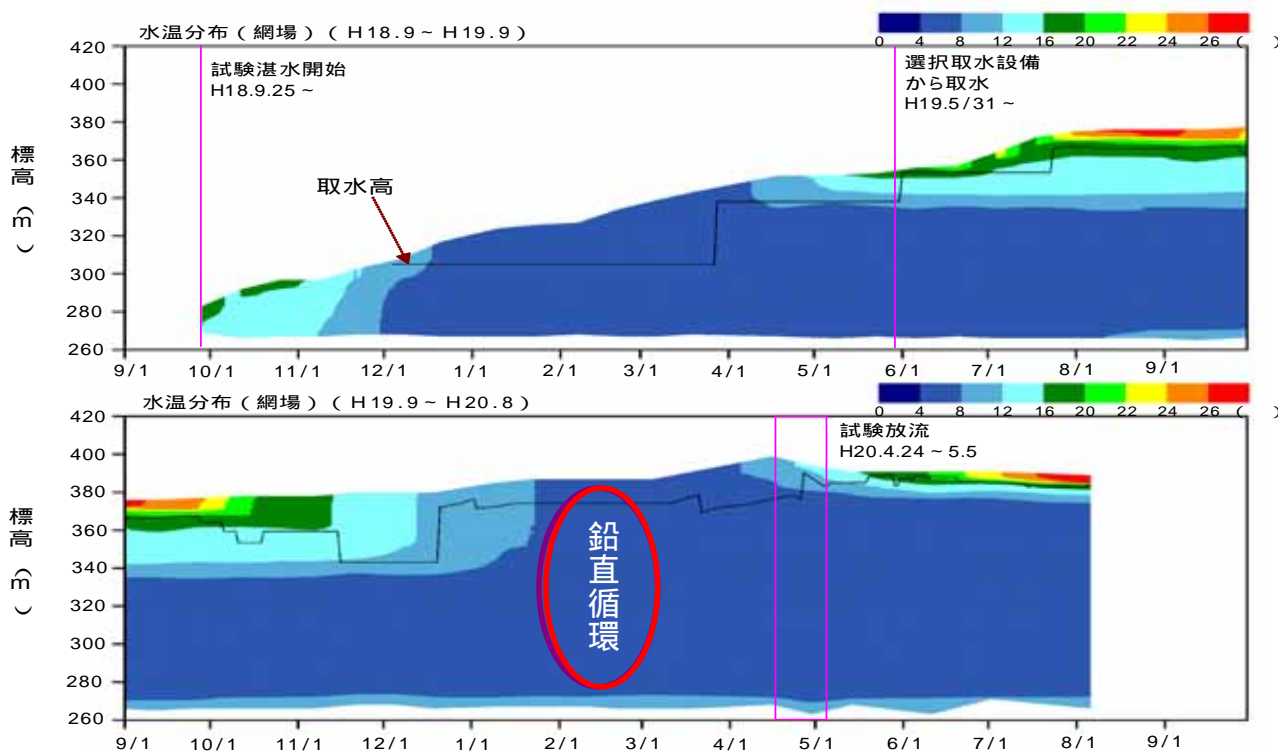 水温分布（網場）（H18.9～H19.9）
0 4 8 12 16 20 22 24 26 (　)
420
400
380
360
340
320
300
280
260
標高（m）
試験湛水開始
H18.9.25～
取水高
選択取水設備
から取水
H19.5/31～
9/1 10/1 11/1 12/1 1/1 2/1 3/1 4/1 5/1 6/1 7/1 8/1 9/1
水温分布（網場）（H19.9～H20.8）
0 4 8 12 16 20 22 24 26 (　)
420
400
380
360
340
320
300
280
260
標高（m）
試験放流
H20.4.24～5.5
鉛直循環
9/1 10/1 11/1 12/1 1/1 2/1 3/1 4/1 5/1 6/1 7/1 8/1 9/1